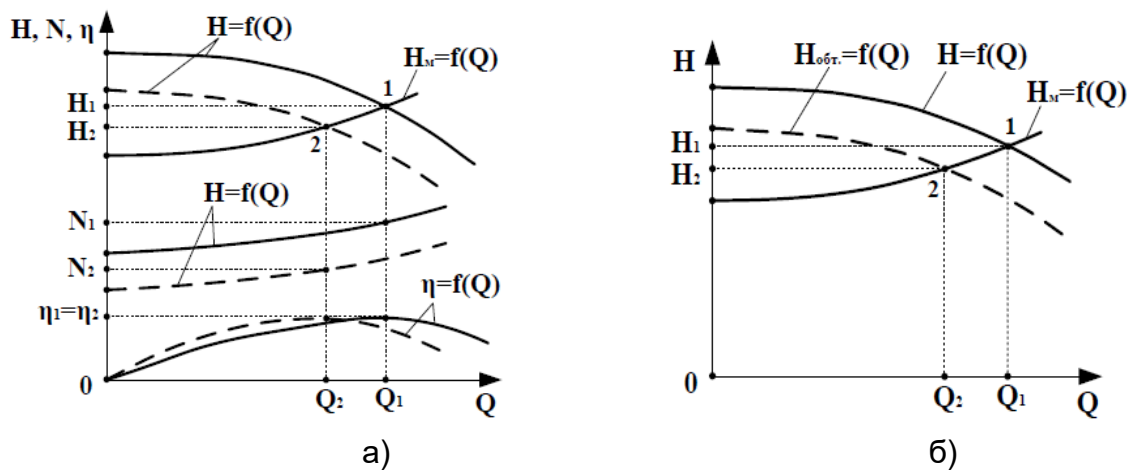 H, N, η
H=f(Q)
Hм=f(Q)
1
H₁
H₂
2
N₁
H=f(Q)
N₂
η=f(Q)
η₁=η₂
0
Q₂
Q₁
Q
а)
H
Hобт.=f(Q)
H=f(Q)
Hм=f(Q)
1
H₁
H₂
2
0
Q₂
Q₁
Q
б)